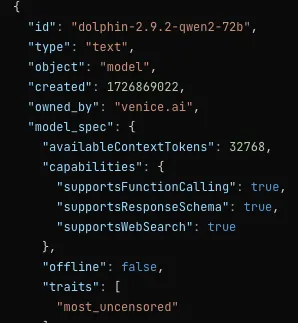 {
"id": "dolphin-2.9.2-qwen2-72b",
"type": "text",
"object": "model",
"created": 1726869022,
"owned_by": "venice.ai",
"model_spec": {
"availableContextTokens": 32768,
"capabilities": {
"supportsFunctionCalling": true,
"supportsResponseSchema": true,
"supportsWebSearch": true
},
"offline": false,
"traits": [
"most_uncensored"